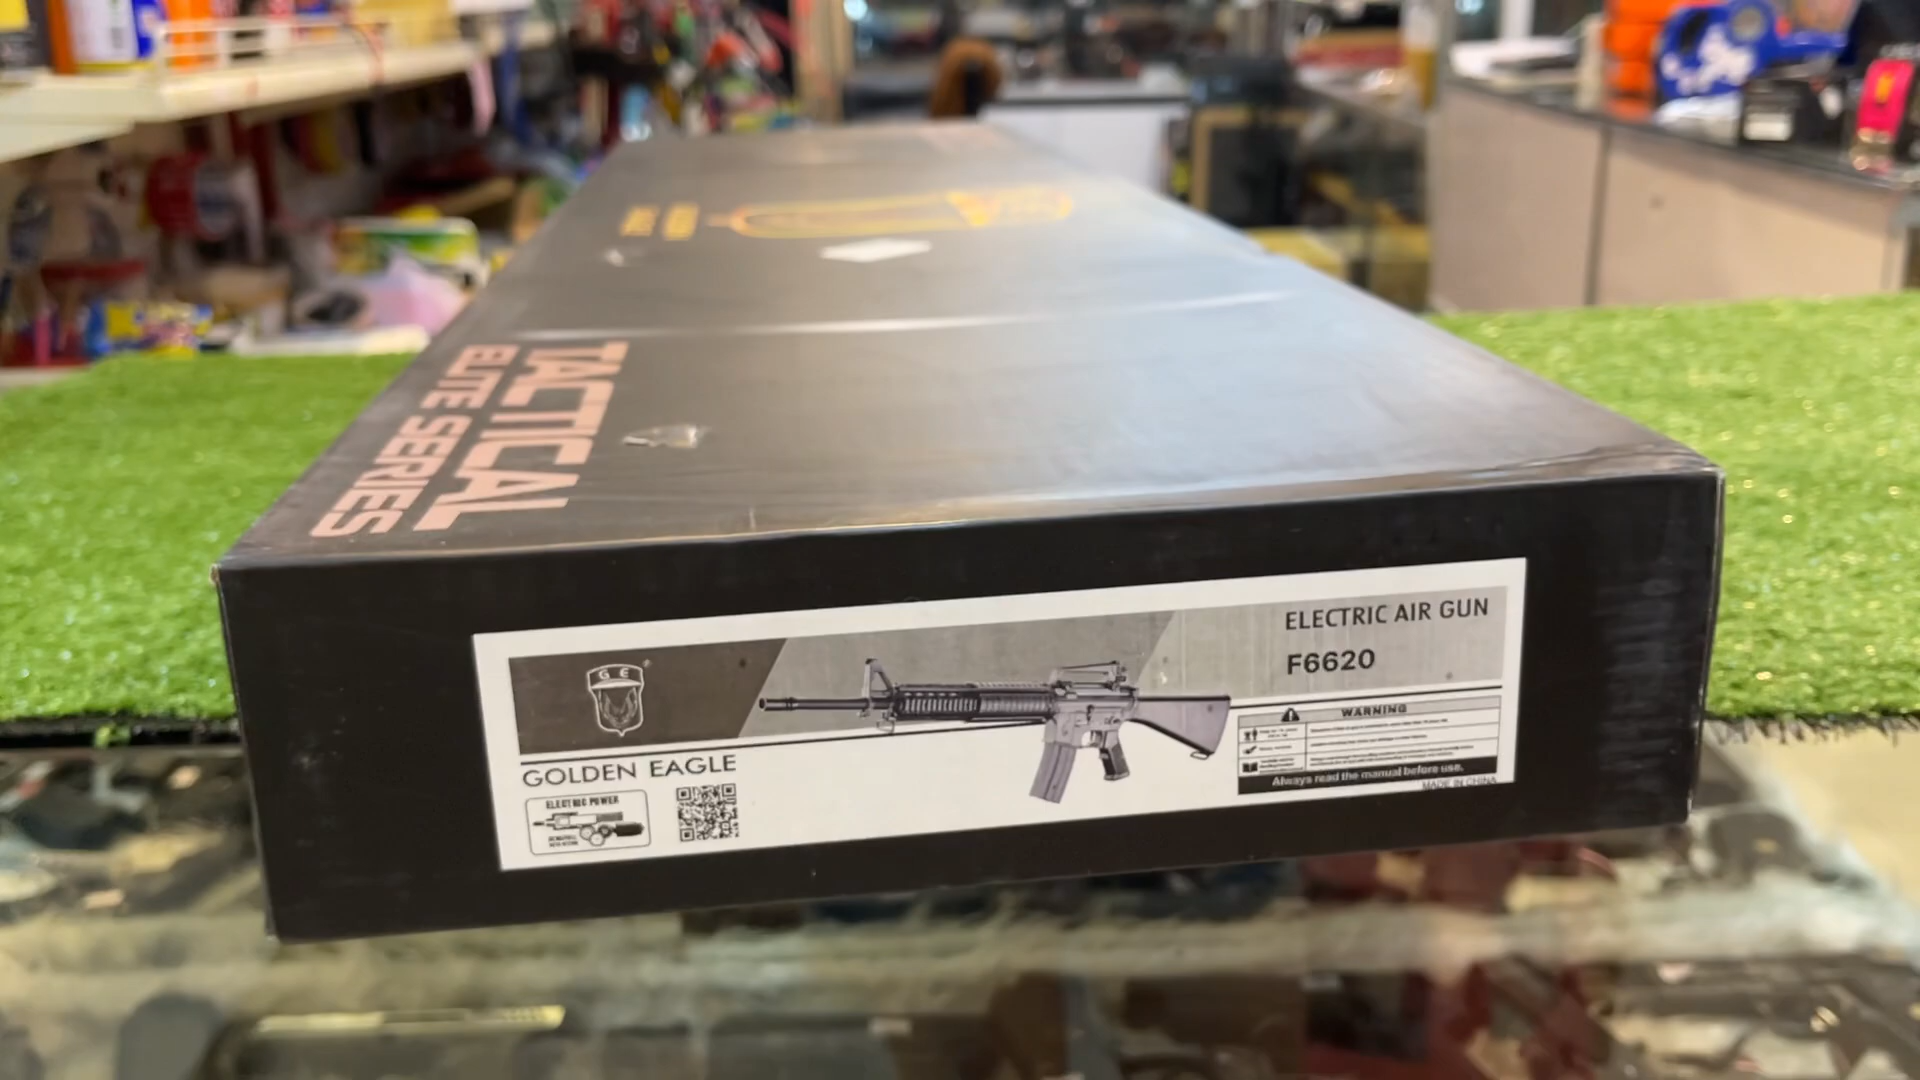 TACTICAL
ELITE SERIES
GE
GOLDEN EAGLE
ELECTRIC POWER
ELECTRIC AIR GUN
F6620
WARNING
Always read the manual before use.
MADE IN CHINA